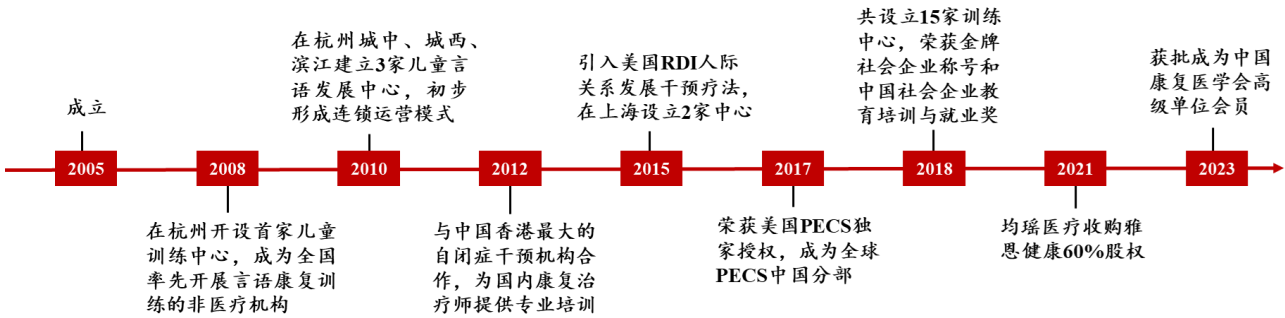 成立
2005
2008
在杭州开设首家儿童
训练中心，成为全国
率先开展言语康复训
练的非医疗机构
在杭州城中、城西、
滨江建立3家儿童言
语发展中心，初步
形成连锁运营模式
2010
2012
与中国香港最大的
自闭症干预机构合
作，为国内康复治
疗师提供专业培训
引入美国RDI人际
关系发展干预疗法，
在上海设立2家中心
2015
2017
荣获美国PECS独
家授权，成为全球
PECS中国分部
共设立15家训练
中心，荣获金牌
社会企业称号和
中国社会企业教
育培训与就业奖
2018
2021
均瑶医疗收购雅
恩健康60%股权
获批成为中国
康复医学会高
级单位会员
2023